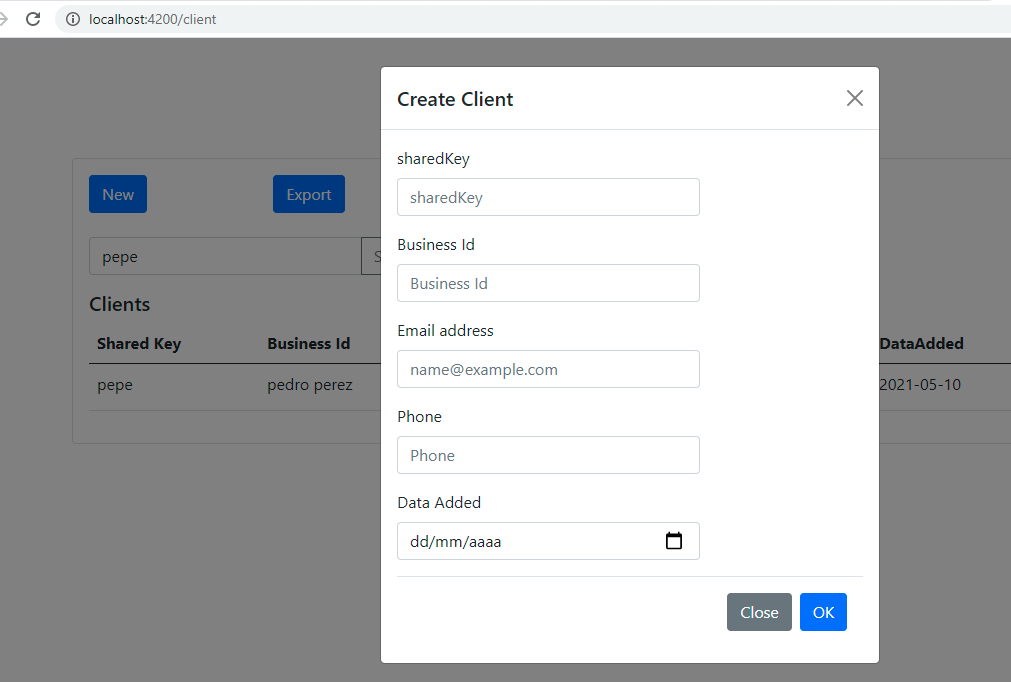 localhost:4200/client
Create Client
sharedKey
sharedKey
Business Id
Business Id
Email address
name@example.com
Phone
Phone
Data Added
dd/mm/aaaa
Close OK
New Export
pepe
Clients
Shared Key Business Id DataAdded
pepe pedro perez 2021-05-10